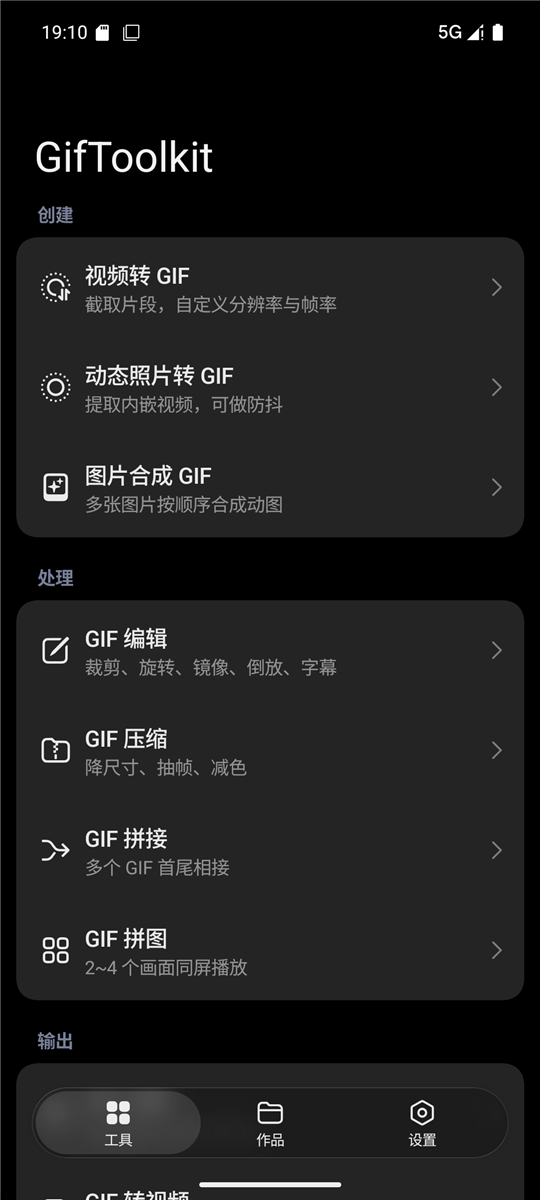 19:10
5G
GifToolkit
创建
视频转 GIF
截取片段，自定义分辨率与帧率
动态照片转 GIF
提取内嵌视频，可做防抖
图片合成 GIF
多张图片按顺序合成动图
处理
GIF 编辑
裁剪、旋转、镜像、倒放、字幕
GIF 压缩
降尺寸、抽帧、减色
GIF 拼接
多个 GIF 首尾相接
GIF 拼图
2~4 个画面同屏播放
输出
工具
作品
设置
GIF 转视频